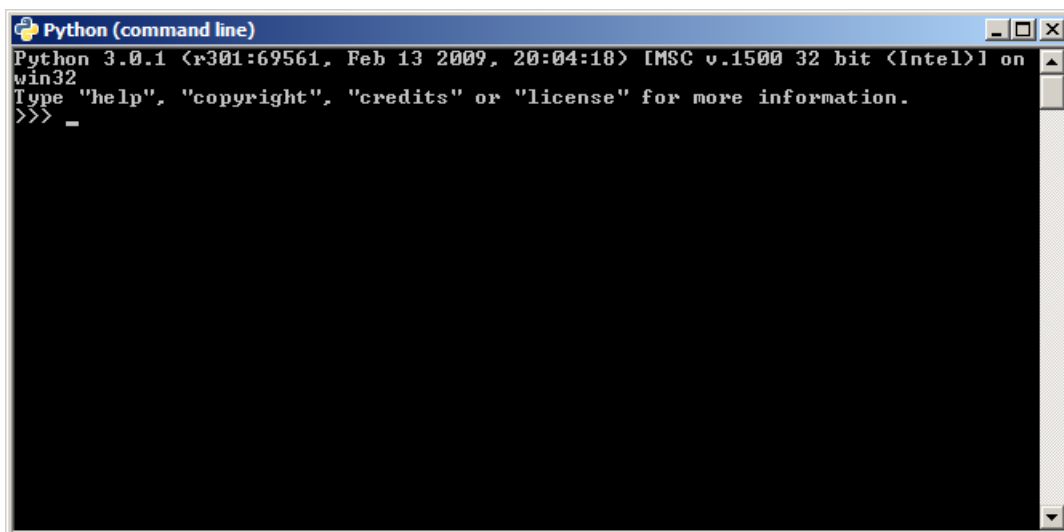 Python (command line)
Python 3.0.1 (r301:69561, Feb 13 2009, 20:04:18) [MSC v.1500 32 bit (Intel)] on
win32
Type "help", "copyright", "credits" or "license" for more information.
>>> _